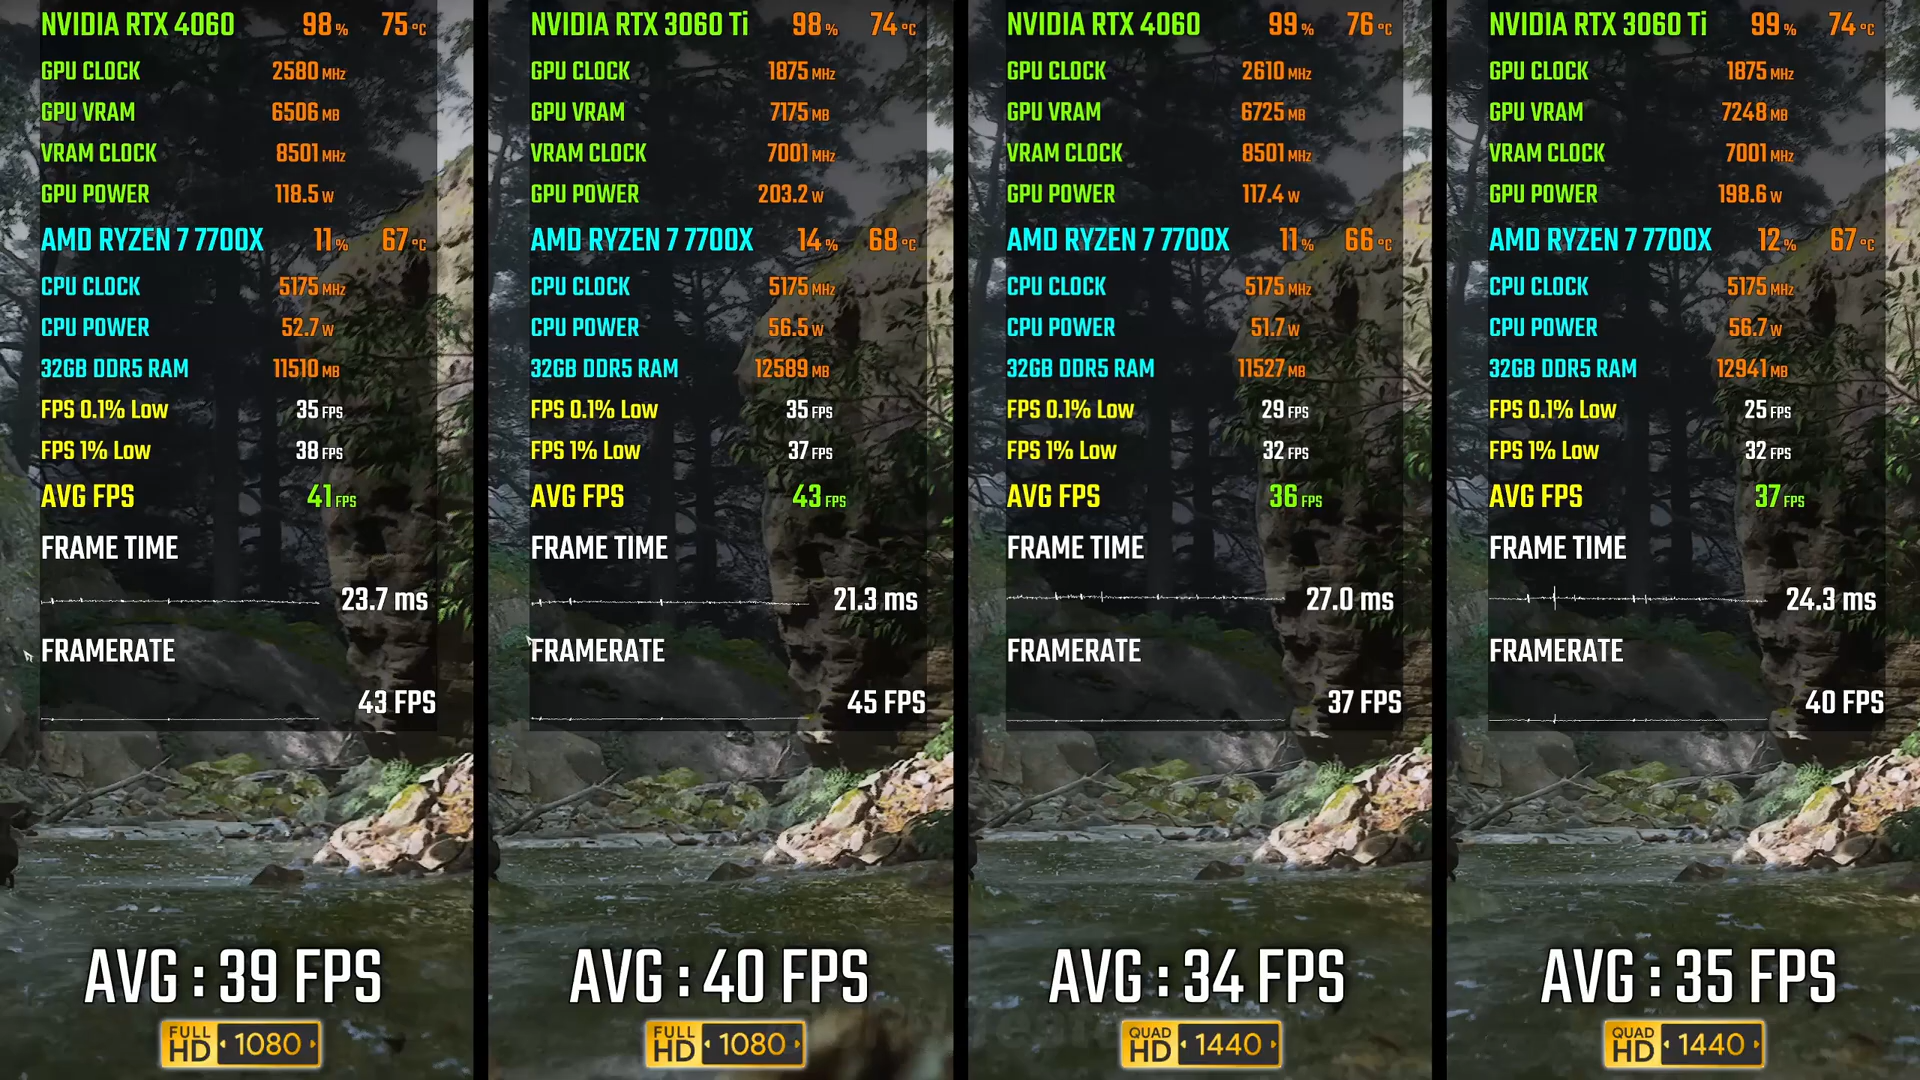 NVIDIA RTX 4060 98 % 75 °C
GPU CLOCK 2580 MHz
GPU VRAM 6506 MB
VRAM CLOCK 8501 MHz
GPU POWER 118.5 W
AMD RYZEN 7 7700X 11 % 67 °C
CPU CLOCK 5175 MHz
CPU POWER 52.7 W
32GB DDR5 RAM 11510 MB
FPS 0.1% Low 35 FPS
FPS 1% Low 38 FPS
AVG FPS 41 FPS
FRAME TIME
23.7 ms
FRAMERATE
43 FPS
AVG : 39 FPS
FULL HD 1080
NVIDIA RTX 3060 Ti 98 % 74 °C
GPU CLOCK 1875 MHz
GPU VRAM 7175 MB
VRAM CLOCK 7001 MHz
GPU POWER 203.2 W
AMD RYZEN 7 7700X 14 % 68 °C
CPU CLOCK 5175 MHz
CPU POWER 56.5 W
32GB DDR5 RAM 12589 MB
FPS 0.1% Low 35 FPS
FPS 1% Low 37 FPS
AVG FPS 43 FPS
FRAME TIME
21.3 ms
FRAMERATE
45 FPS
AVG : 40 FPS
FULL HD 1080
NVIDIA RTX 4060 99 % 76 °C
GPU CLOCK 2610 MHz
GPU VRAM 6725 MB
VRAM CLOCK 8501 MHz
GPU POWER 117.4 W
AMD RYZEN 7 7700X 11 % 66 °C
CPU CLOCK 5175 MHz
CPU POWER 51.7 W
32GB DDR5 RAM 11527 MB
FPS 0.1% Low 29 FPS
FPS 1% Low 32 FPS
AVG FPS 36 FPS
FRAME TIME
27.0 ms
FRAMERATE
37 FPS
AVG : 34 FPS
QUAD HD 1440
NVIDIA RTX 3060 Ti 99 % 74 °C
GPU CLOCK 1875 MHz
GPU VRAM 7248 MB
VRAM CLOCK 7001 MHz
GPU POWER 198.6 W
AMD RYZEN 7 7700X 12 % 67 °C
CPU CLOCK 5175 MHz
CPU POWER 56.7 W
32GB DDR5 RAM 12941 MB
FPS 0.1% Low 25 FPS
FPS 1% Low 32 FPS
AVG FPS 37 FPS
FRAME TIME
24.3 ms
FRAMERATE
40 FPS
AVG : 35 FPS
QUAD HD 1440